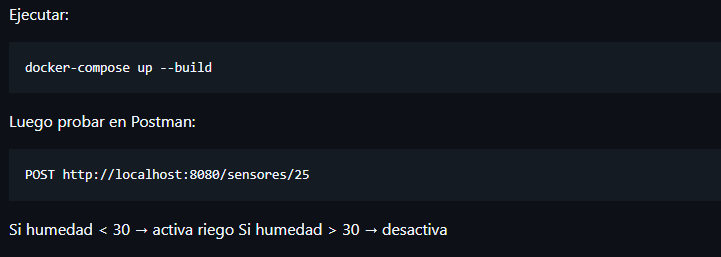 Ejecutar:
docker-compose up --build
Luego probar en Postman:
POST http://localhost:8080/sensores/25
Si humedad < 30 → activa riego Si humedad > 30 → desactiva